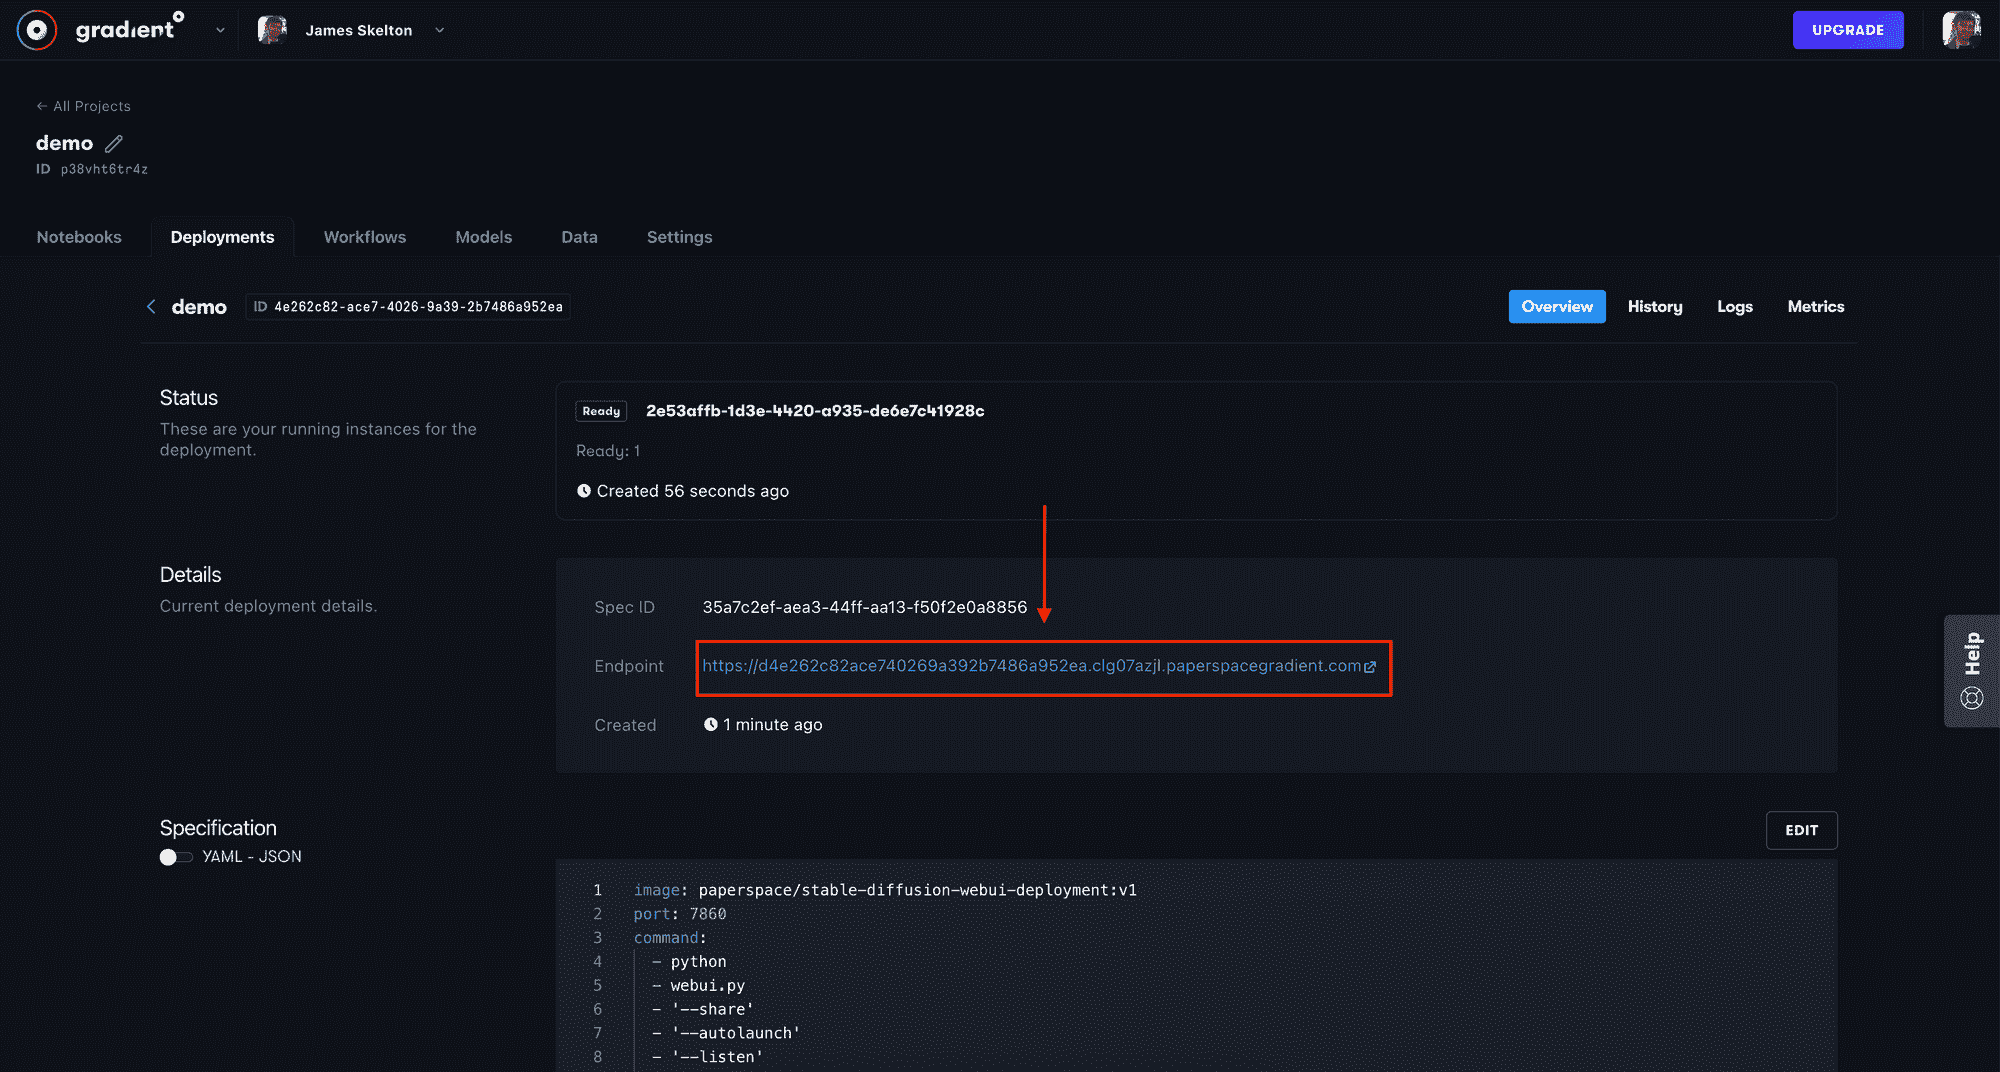 gradient
James Skelton
UPGRADE
← All Projects
demo
ID p38vht6tr4z
Notebooks
Deployments
Workflows
Models
Data
Settings
demo
ID 4e262c82-ace7-4026-9a39-2b7486a952ea
Overview
History
Logs
Metrics
Status
These are your running instances for the
deployment.
Ready 2e53affb-1d3e-4420-a935-de6e7c41928c
Ready: 1
Created 56 seconds ago
Details
Current deployment details.
Spec ID 35a7c2ef-aea3-44ff-aa13-f50f2e0a8856
Endpoint https://d4e262c82ace740269a392b7486a952ea.clg07azjl.paperspacegradient.com
Created 1 minute ago
Help
Specification
YAML - JSON
EDIT
1 image: paperspace/stable-diffusion-webui-deployment:v1
2 port: 7860
3 command:
4 - python
5 - webui.py
6 - '--share'
7 - '--autolaunch'
8 - '--listen'